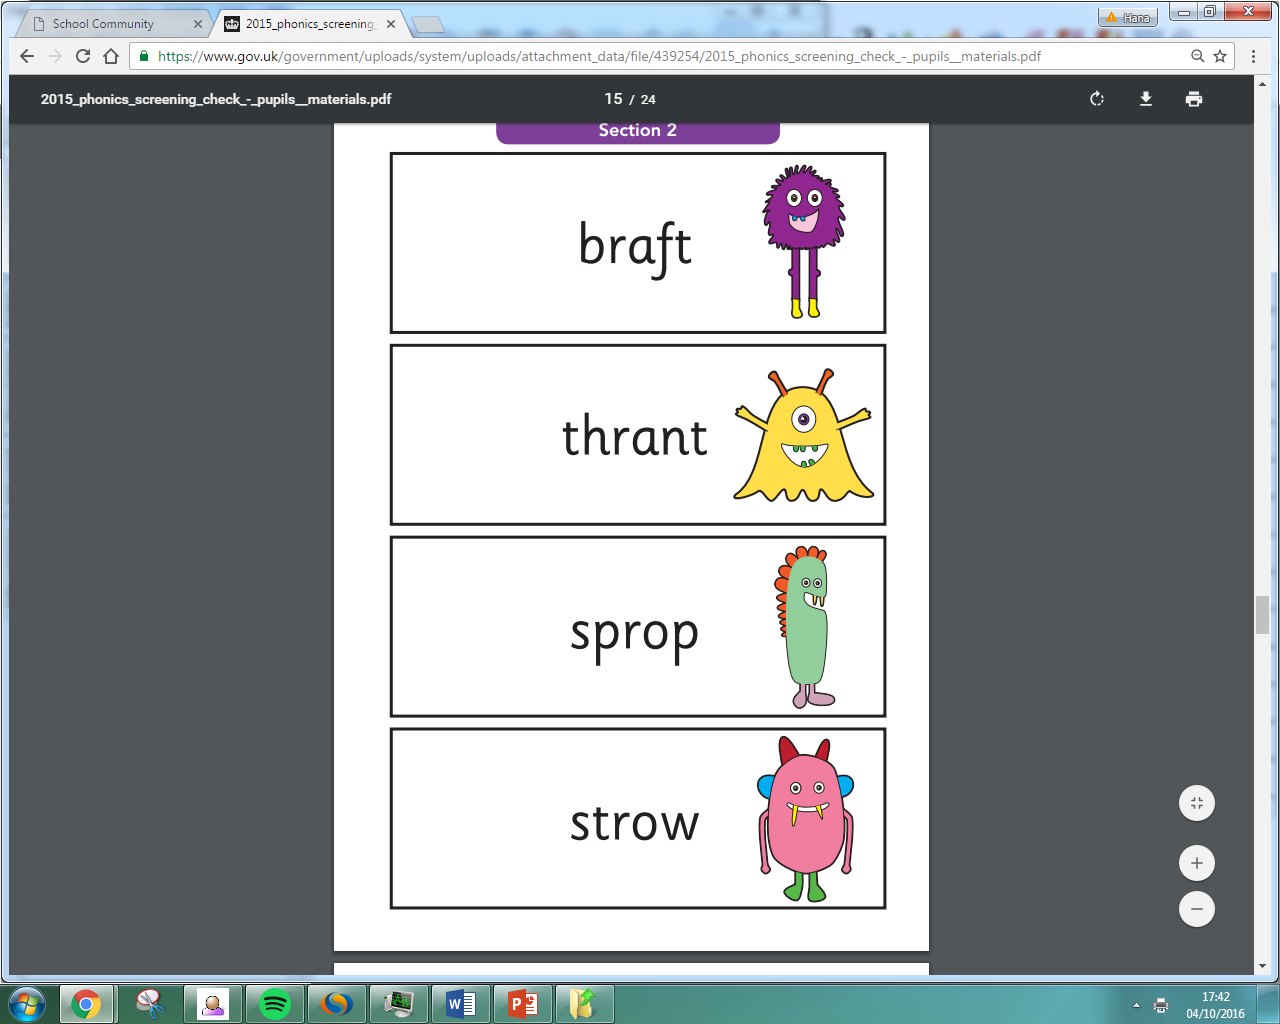 School Community
2015_phonics_screening_
Hana
https://www.gov.uk/government/uploads/system/uploads/attachment_data/file/439254/2015_phonics_screening_check_-_pupils__materials.pdf
2015_phonics_screening_check_-_pupils__materials.pdf
15 / 24
Section 2
braft
thrant
sprop
strow
17:42
04/10/2016